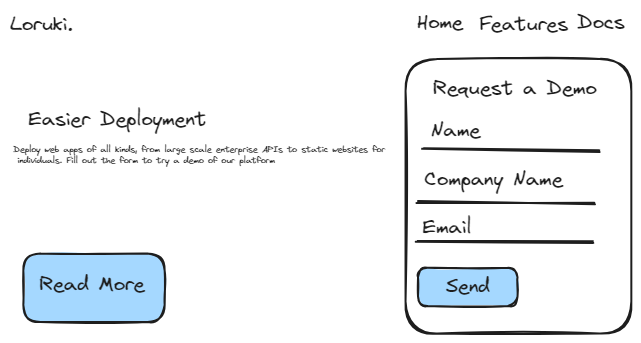 Loruki.
Home Features Docs
Easier Deployment
Deploy web apps of all kinds, from large scale enterprise APIs to static websites for
individuals. Fill out the form to try a demo of our platform
Read More
Request a Demo
Name
Company Name
Email
Send